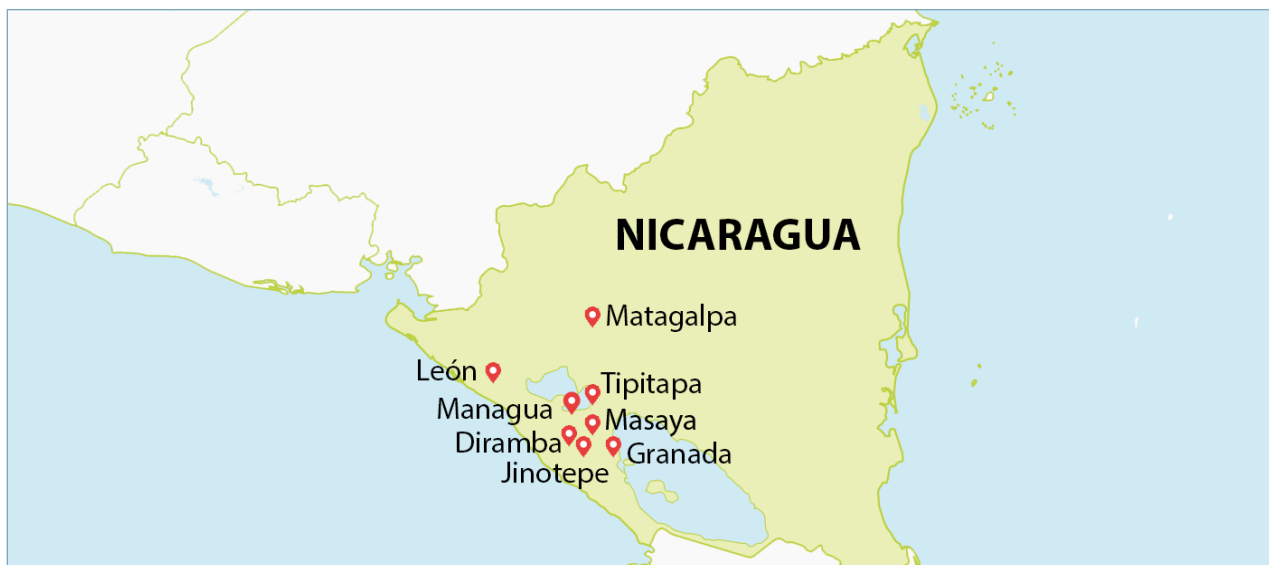 NICARAGUA
Matagalpa
León
Tipitapa
Managua
Masaya
Diramba
Granada
Jinotepe